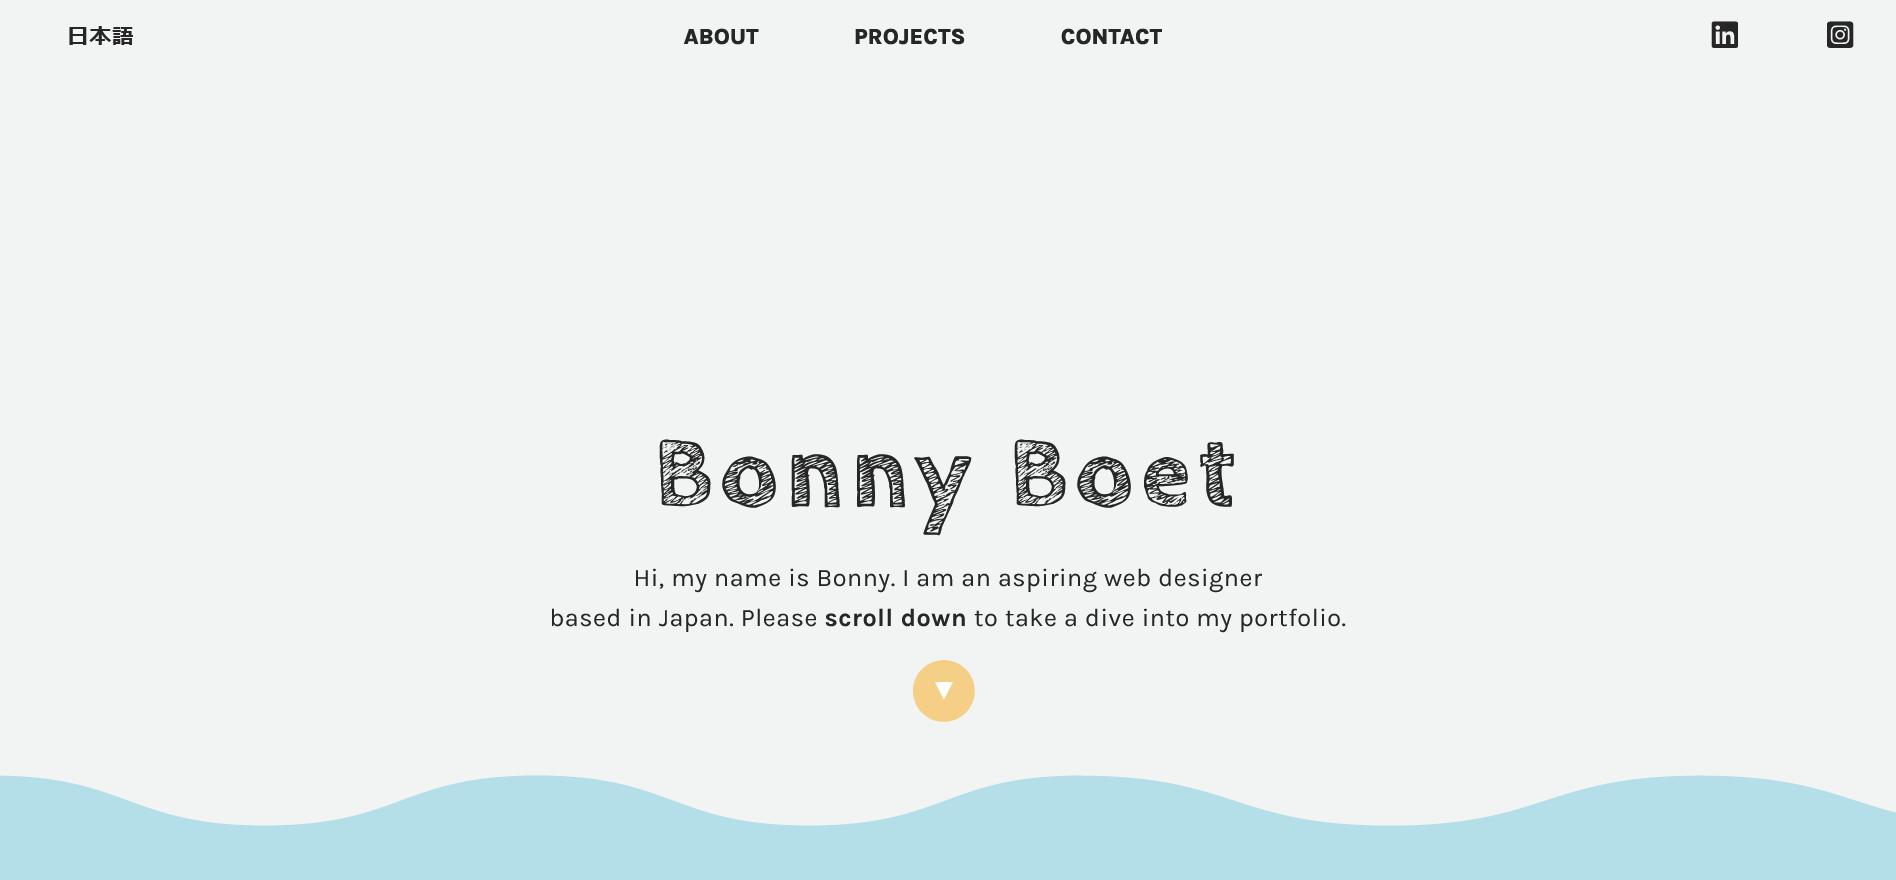 日本語
ABOUT
PROJECTS
CONTACT
in
Bonny Boet
Hi, my name is Bonny. I am an aspiring web designer
based in Japan. Please scroll down to take a dive into my portfolio.